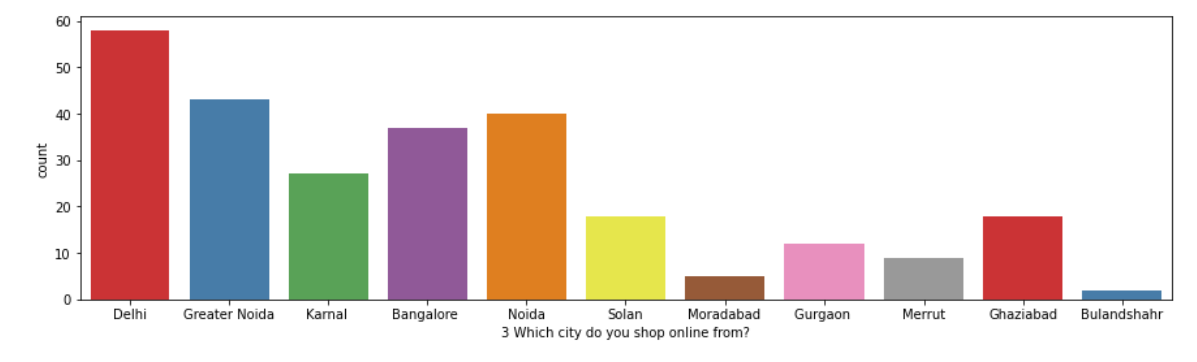 60
50
40
30
20
10
0
count
Delhi Greater Noida Karnal Bangalore Noida Solan Moradabad Gurgaon Merrut Ghaziabad Bulandshahr
3 Which city do you shop online from?